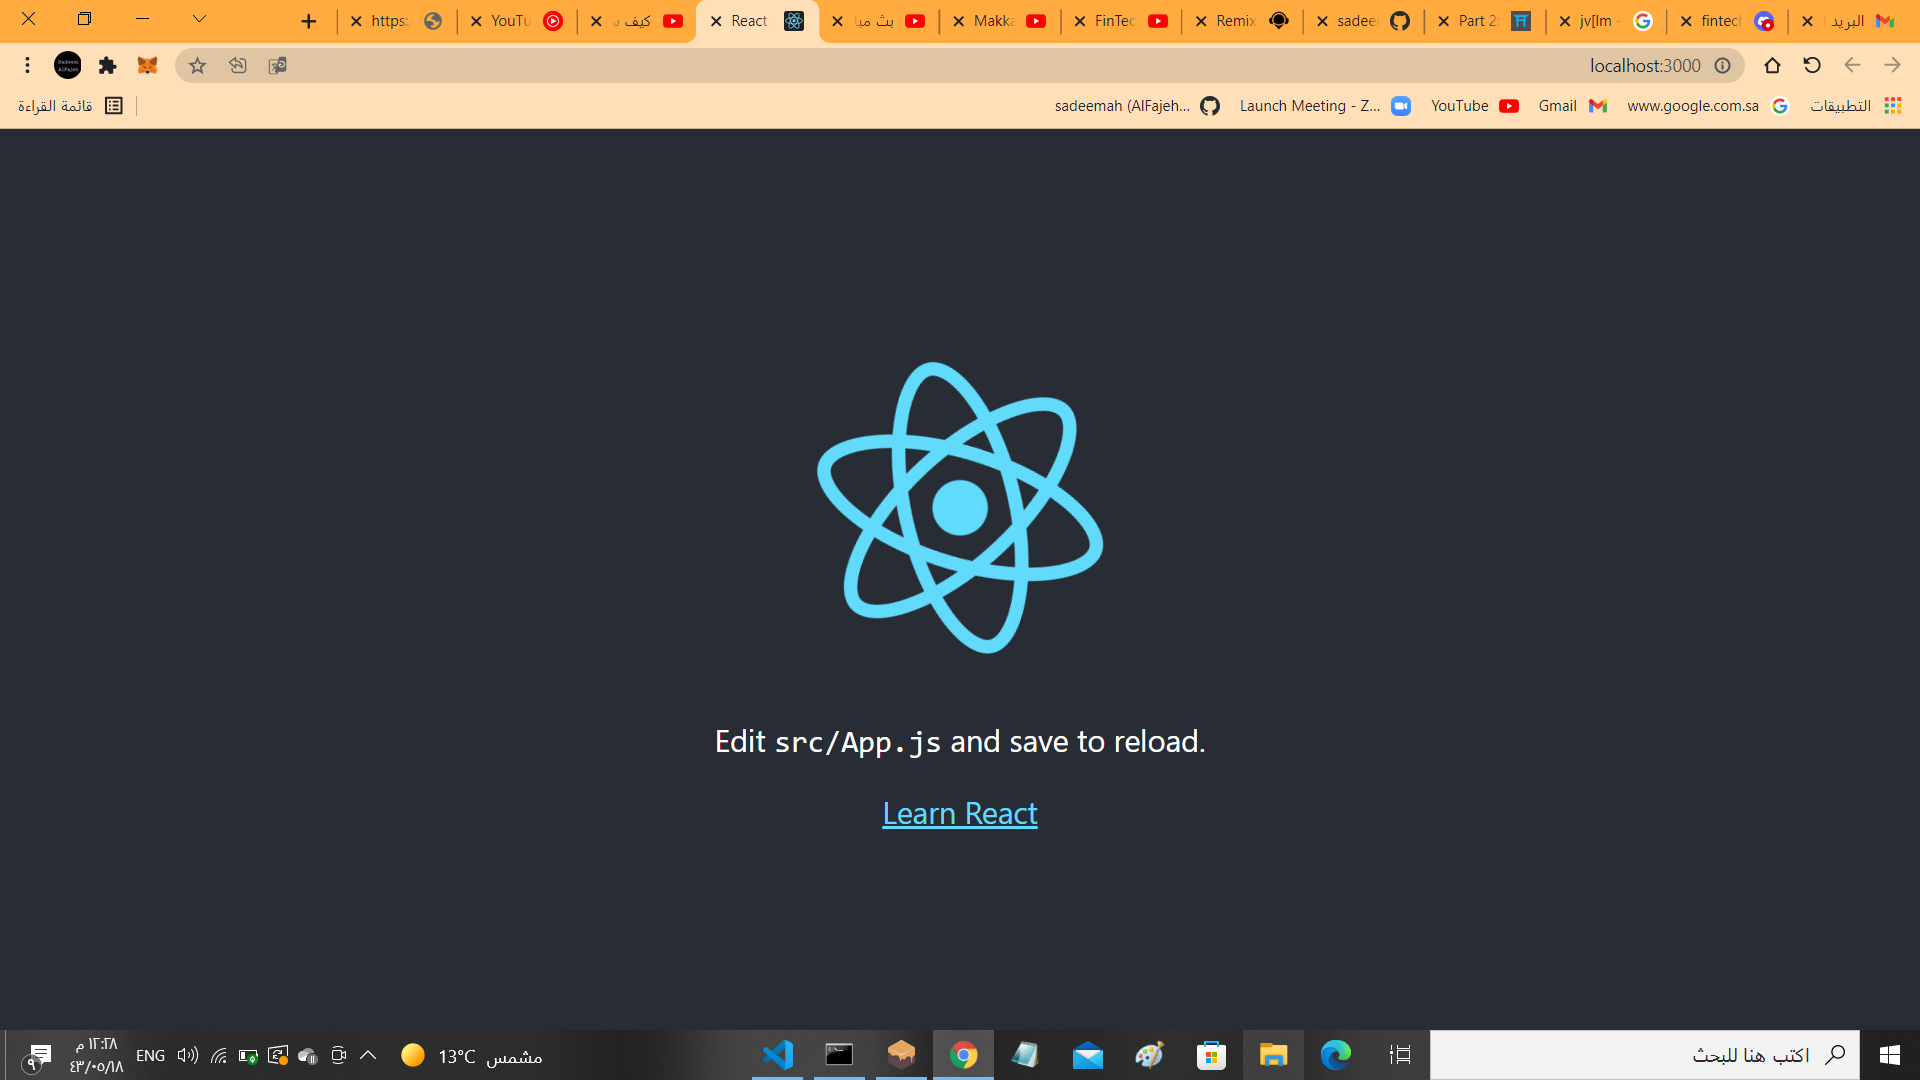 البريد
fintech
jv[lm -
Part 2:
sadeer
Remix
FinTec
Makka
بث مبا
React
كيف
YouTu
https:/
localhost:3000
التطبيقات
www.google.com.sa
Gmail
YouTube
Launch Meeting - Z...
sadeemah (AlFajeh...
قائمة القراءة
Edit src/App.js and save to reload.
Learn React
اكتب هنا للبحث
13°C مشمس
ENG
١٢:٢٨ م
٤٣/٠٥/١٨
٩